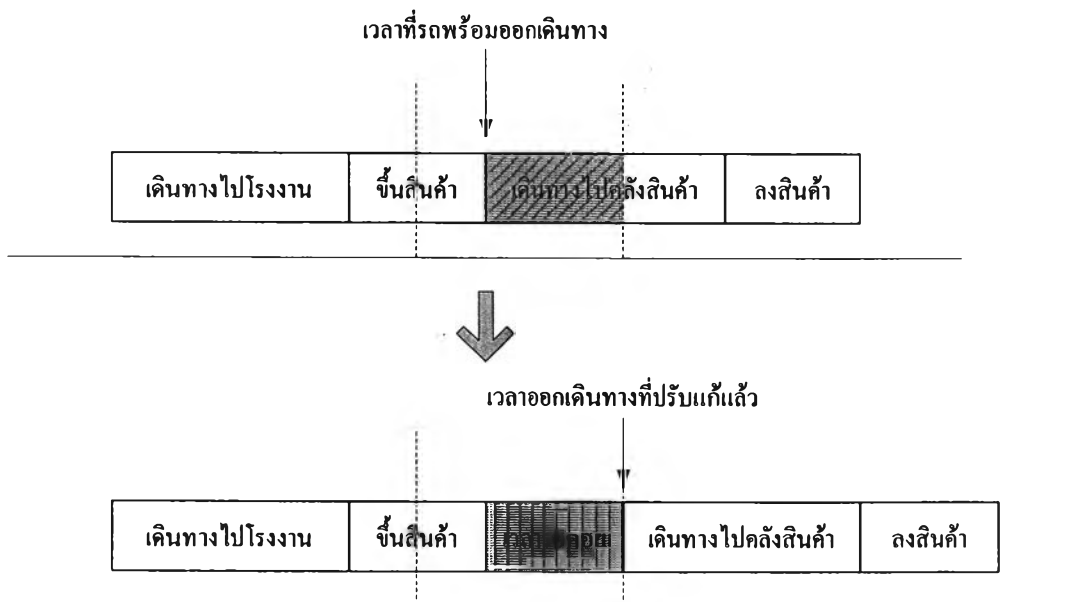 เวลาที่รถพร้อมออกเดินทาง
เดินทางไปโรงงาน ขึ้นสินค้า เดินทางไปคลังสินค้า ลงสินค้า
เวลาออกเดินทางที่ปรับแก้แล้ว
เดินทางไปโรงงาน ขึ้นสินค้า เดินทางไปคลังสินค้า ลงสินค้า